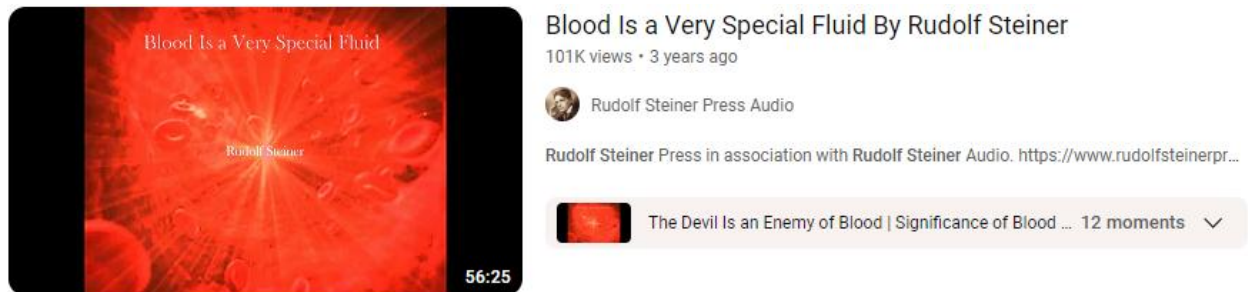 Blood Is a Very Special Fluid
Rudolf Steiner
56:25
Blood Is a Very Special Fluid By Rudolf Steiner
101K views • 3 years ago
Rudolf Steiner Press Audio
Rudolf Steiner Press in association with Rudolf Steiner Audio. https://www.rudolfsteinerpr...
The Devil Is an Enemy of Blood | Significance of Blood ... 12 moments